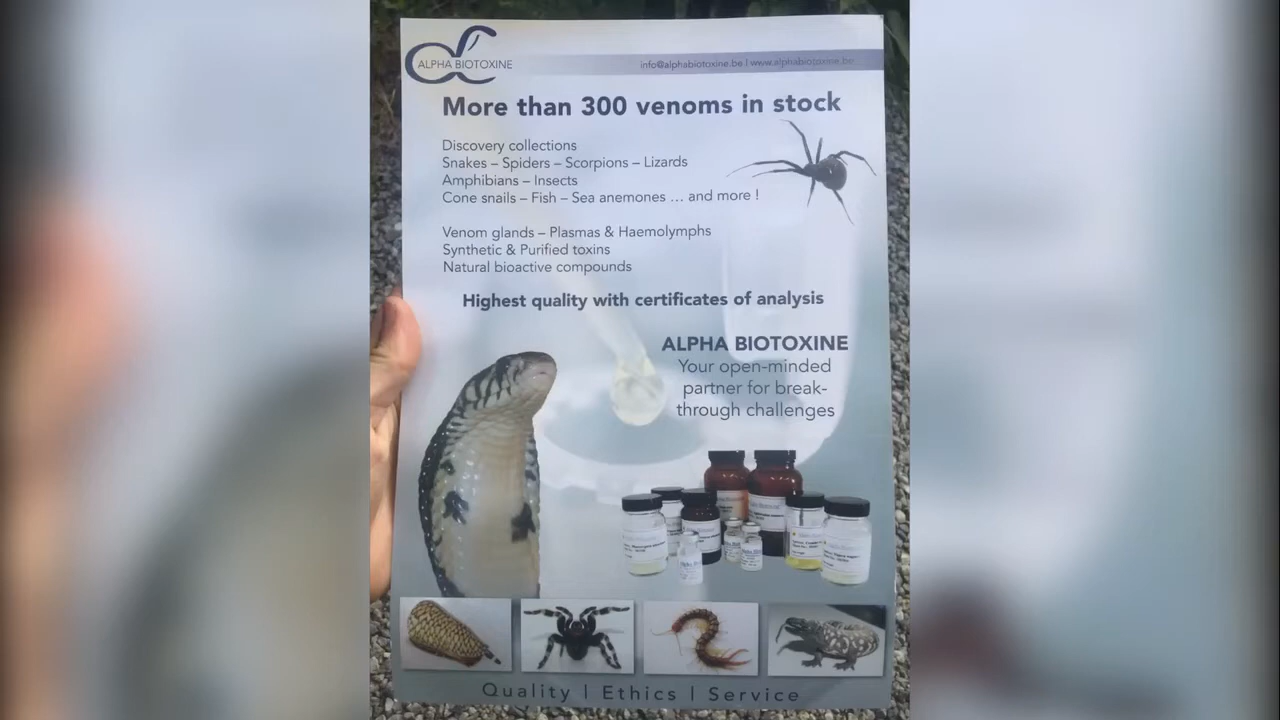 ALPHA BIOTOXINE
info@alphabiotoxine.be | www.alphabiotoxine.be
More than 300 venoms in stock
Discovery collections
Snakes – Spiders – Scorpions – Lizards
Amphibians – Insects
Cone snails – Fish – Sea anemones ... and more !
Venom glands – Plasmas & Haemolymphs
Synthetic & Purified toxins
Natural bioactive compounds
Highest quality with certificates of analysis
ALPHA BIOTOXINE
Your open-minded
partner for break-
through challenges
Quality | Ethics | Service